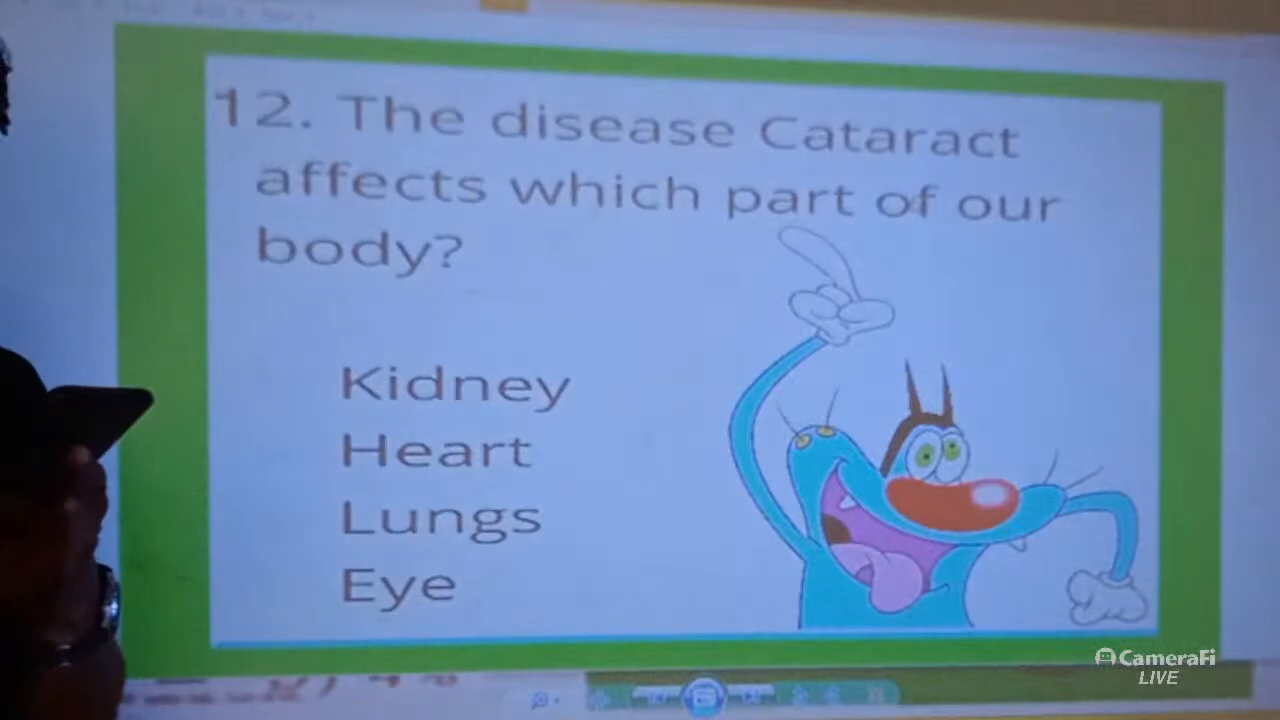 12. The disease Cataract
affects which part of our
body?
Kidney
Heart
Lungs
Eye
CameraFi
LIVE